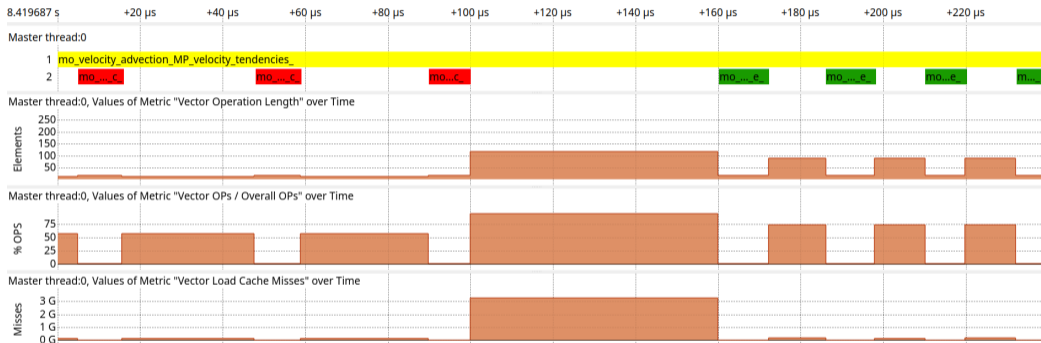 8.419687 s +20 µs +40 µs +60 µs +80 µs +100 µs +120 µs +140 µs +160 µs +180 µs +200 µs +220 µs
Master thread:0
1 mo_velocity_advection_MP_velocity_tendencies_
2 mo_..._c_ mo_..._c_ mo...c_ mo_..._e_ mo_..._e_ mo...e_ m..._
Master thread:0, Values of Metric "Vector Operation Length" over Time
Elements
250
200
150
100
50
Master thread:0, Values of Metric "Vector OPs / Overall OPs" over Time
% OPS
75
50
25
0
Master thread:0, Values of Metric "Vector Load Cache Misses" over Time
Misses
3 G
2 G
1 G
0 G